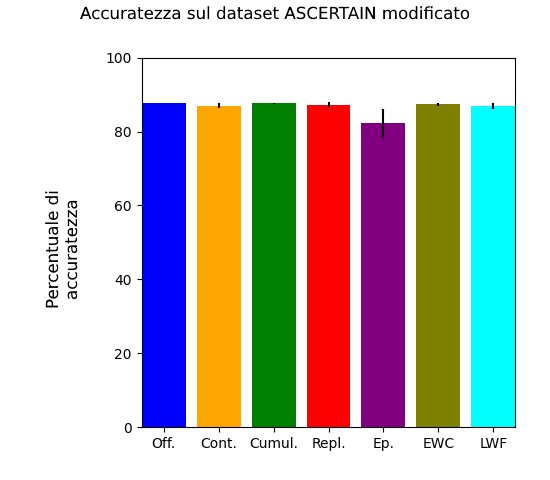 Accuratezza sul dataset ASCERTAIN modificato
Percentuale di
accuratezza
100
80
60
40
20
0
Off. Cont. Cumul. Repl. Ep. EWC LWF